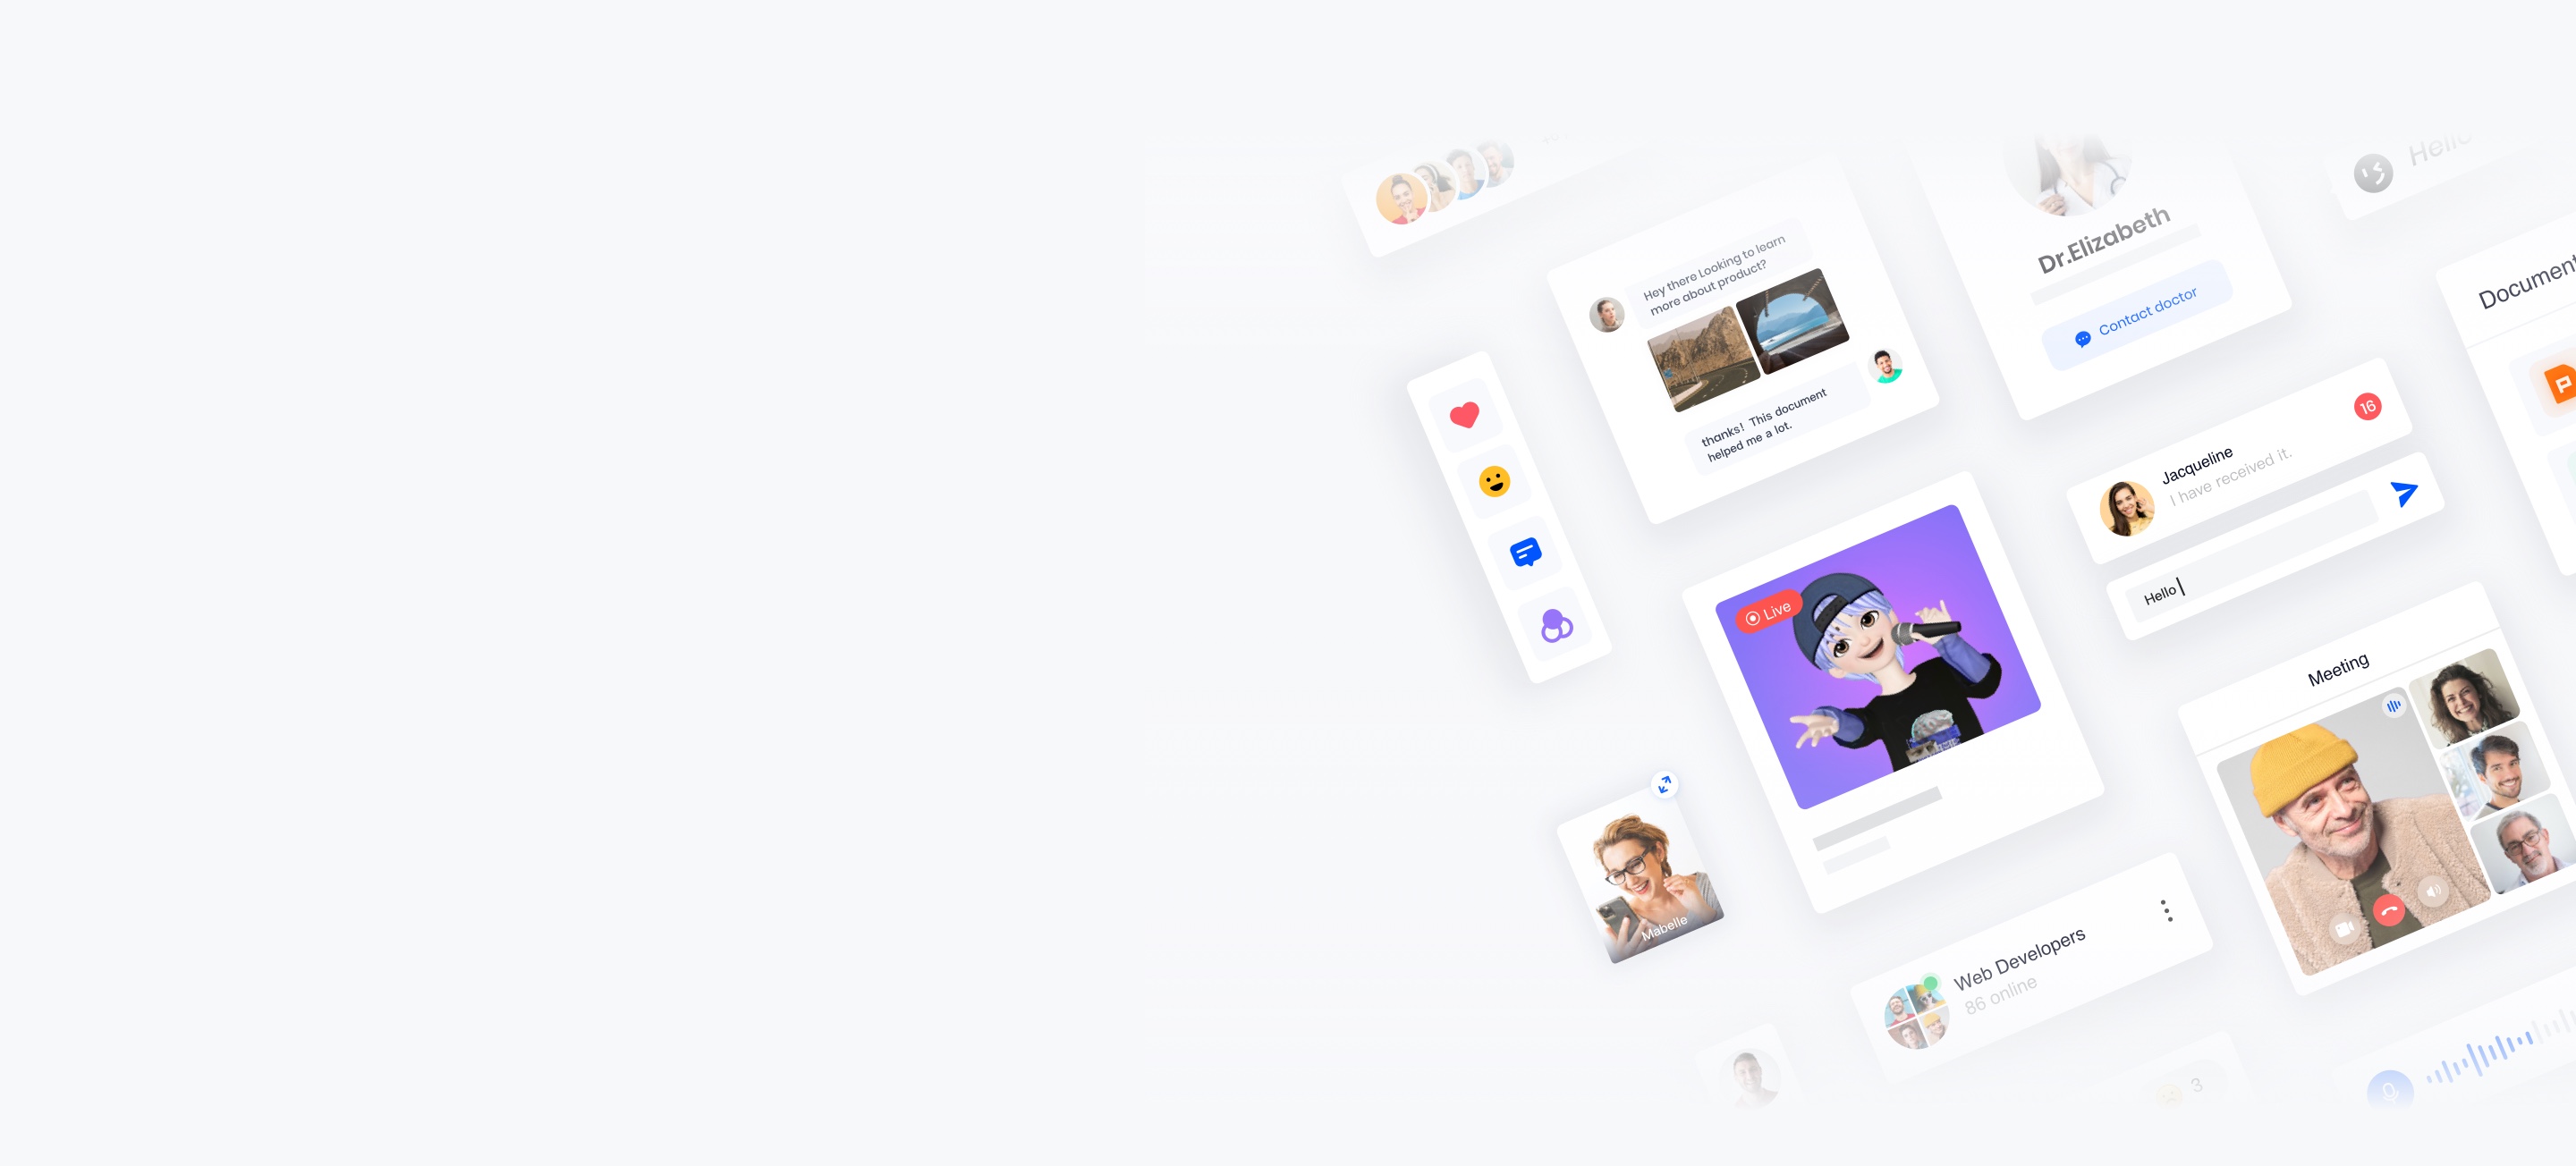 Hello
Hey there Looking to learn
more about product?
thanks! This document
helped me a lot.
Dr.Elizabeth
Contact doctor
Document
16
Jacqueline
I have received it.
Hello
Live
Meeting
Mabelle
Web Developers
86 online
3